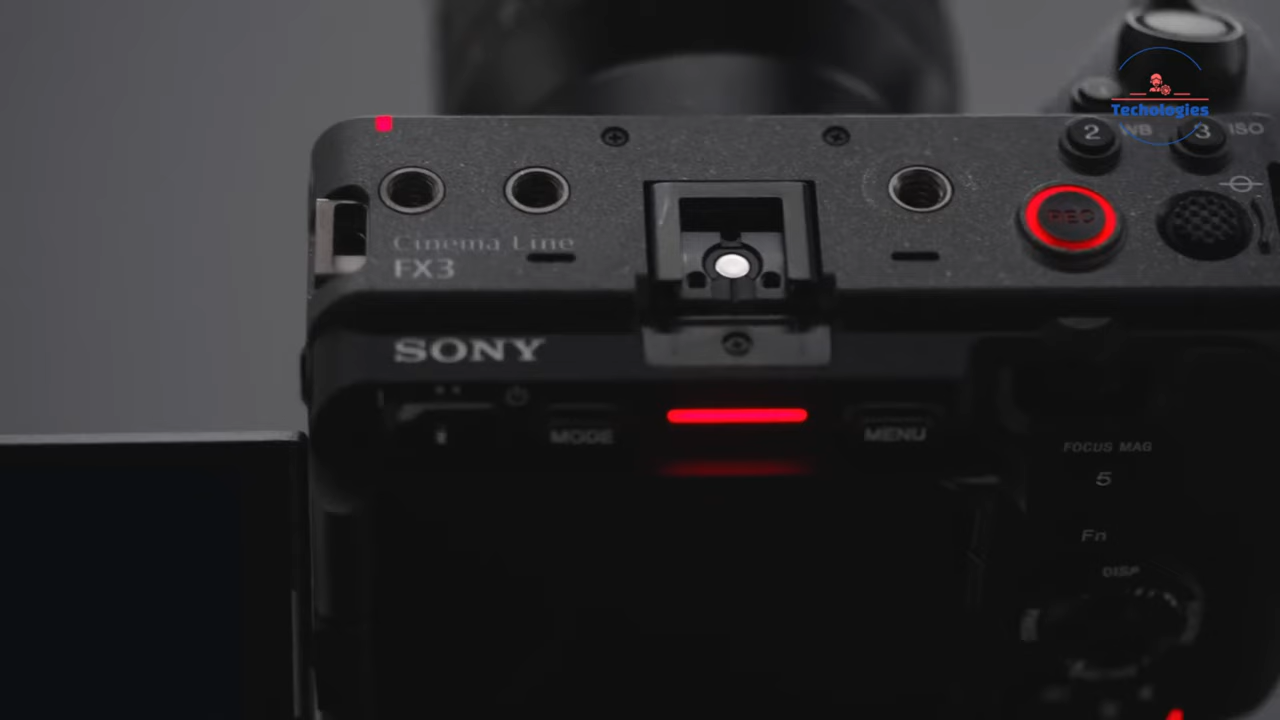 Techologies
2 WB 3 ISO
REC
Cinema Line
FX3
SONY
MODE
MENU
FOCUS MAG
5
Fn
DISP